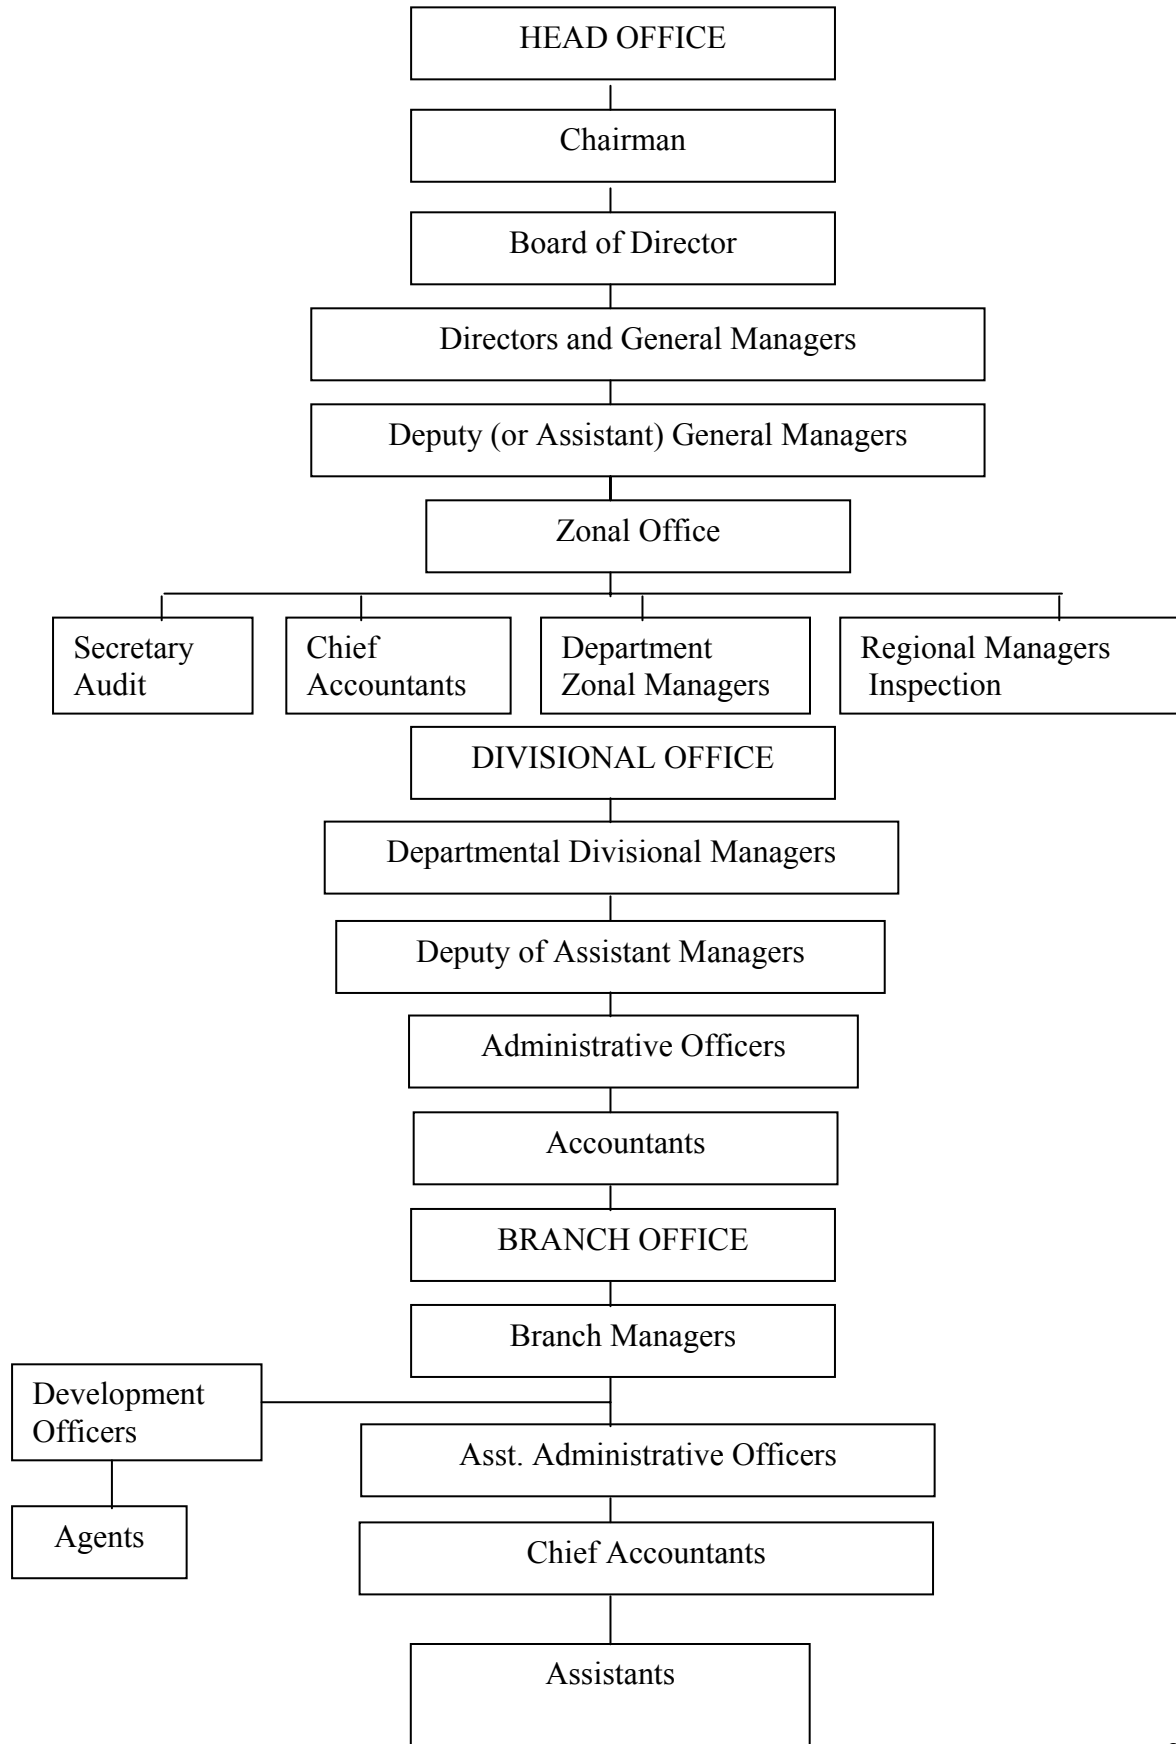 HEAD OFFICE
Chairman
Board of Director
Directors and General Managers
Deputy (or Assistant) General Managers
Zonal Office
Secretary
Audit
Chief
Accountants
Department
Zonal Managers
Regional Managers
Inspection
DIVISIONAL OFFICE
Departmental Divisional Managers
Deputy of Assistant Managers
Administrative Officers
Accountants
BRANCH OFFICE
Branch Managers
Development
Officers
Asst. Administrative Officers
Agents
Chief Accountants
Assistants